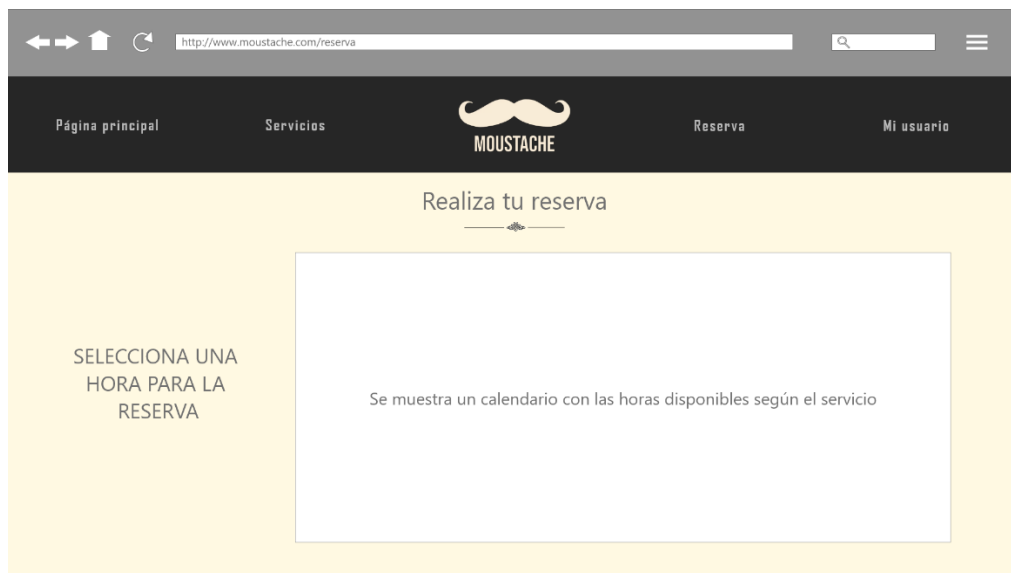 http://www.moustache.com/reserva
Página principal
Servicios
MOUSTACHE
Reserva
Mi usuario
Realiza tu reserva
SELECCIONA UNA
HORA PARA LA
RESERVA
Se muestra un calendario con las horas disponibles según el servicio